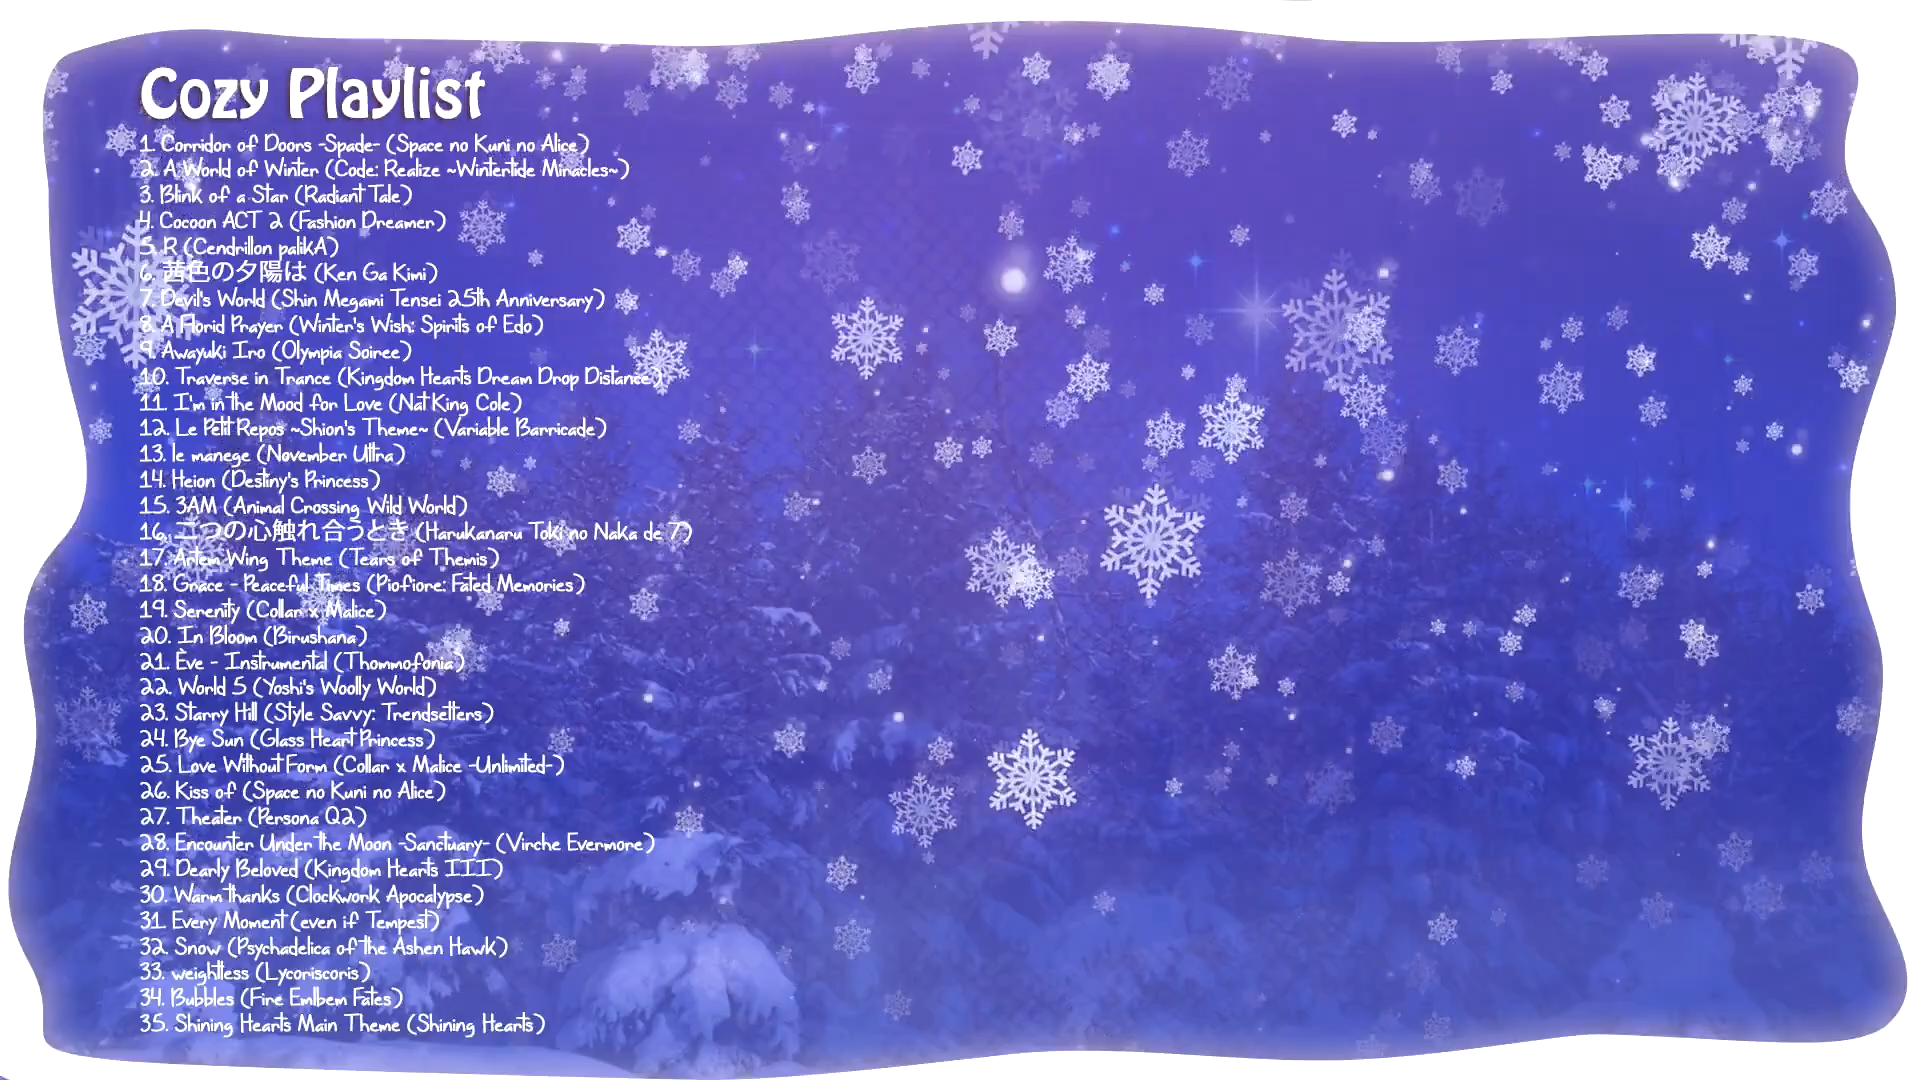 Cozy Playlist
1. Corridor of Doors -Spade- (Space no Kuni no Alice)
2. A World of Winter (Code: Realize ~Wintertide Miracles~)
3. Blink of a Star (Radiant Tale)
4. Cocoon ACT 2 (Fashion Dreamer)
5. R (Cendrillon palikA)
6. 茜色の夕陽は (Ken Ga Kimi)
7. Devil's World (Shin Megami Tensei 25th Anniversary)
8. A Florid Prayer (Winter's Wish: Spirits of Edo)
9. Awayuki Iro (Olympia Soiree)
10. Traverse in Trance (Kingdom Hearts Dream Drop Distance)
11. I'm in the Mood for Love (Nat King Cole)
12. Le Petit Repos ~Shion's Theme~ (Variable Barricade)
13. le manege (November Ultra)
14. Heion (Destiny's Princess)
15. 3AM (Animal Crossing Wild World)
16. 二つの心触れ合うとき (Harukanaru Toki no Naka de 7)
17. Artem Wing Theme (Tears of Themis)
18. Grace - Peaceful Times (Piofiore: Fated Memories)
19. Serenity (Collar x Malice)
20. In Bloom (Birushana)
21. Ève - Instrumental (Thommofonia)
22. World 5 (Yoshi's Woolly World)
23. Starry Hill (Style Savvy: Trendsetters)
24. Bye Sun (Glass Heart Princess)
25. Love Without Form (Collar x Malice -Unlimited-)
26. Kiss of (Space no Kuni no Alice)
27. Theater (Persona Q2)
28. Encounter Under the Moon -Sanctuary- (Virche Evermore)
29. Dearly Beloved (Kingdom Hearts III)
30. Warm thanks (Clockwork Apocalypse)
31. Every Moment (even if Tempest)
32. Snow (Psychadelica of the Ashen Hawk)
33. weightless (Lycoriscoris)
34. Bubbles (Fire Emlbem Fates)
35. Shining Hearts Main Theme (Shining Hearts)